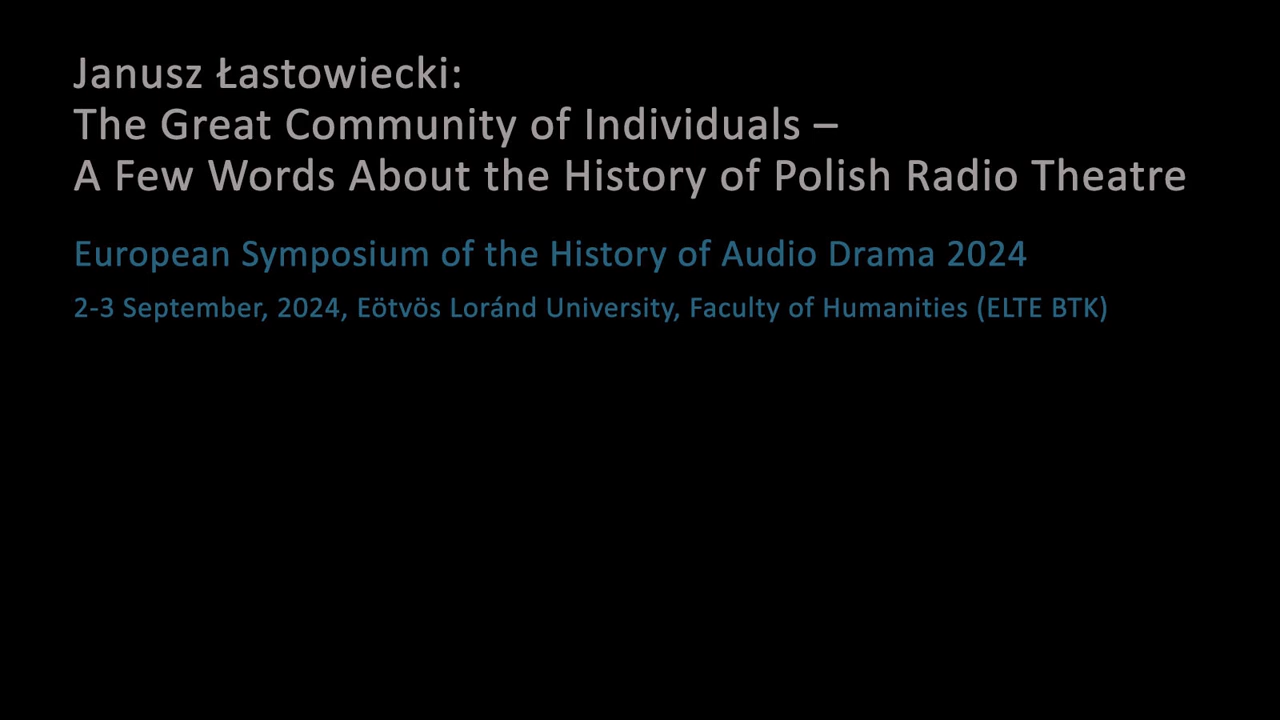 Janusz Łastowiecki:
The Great Community of Individuals –
A Few Words About the History of Polish Radio Theatre
European Symposium of the History of Audio Drama 2024
2-3 September, 2024, Eötvös Loránd University, Faculty of Humanities (ELTE BTK)